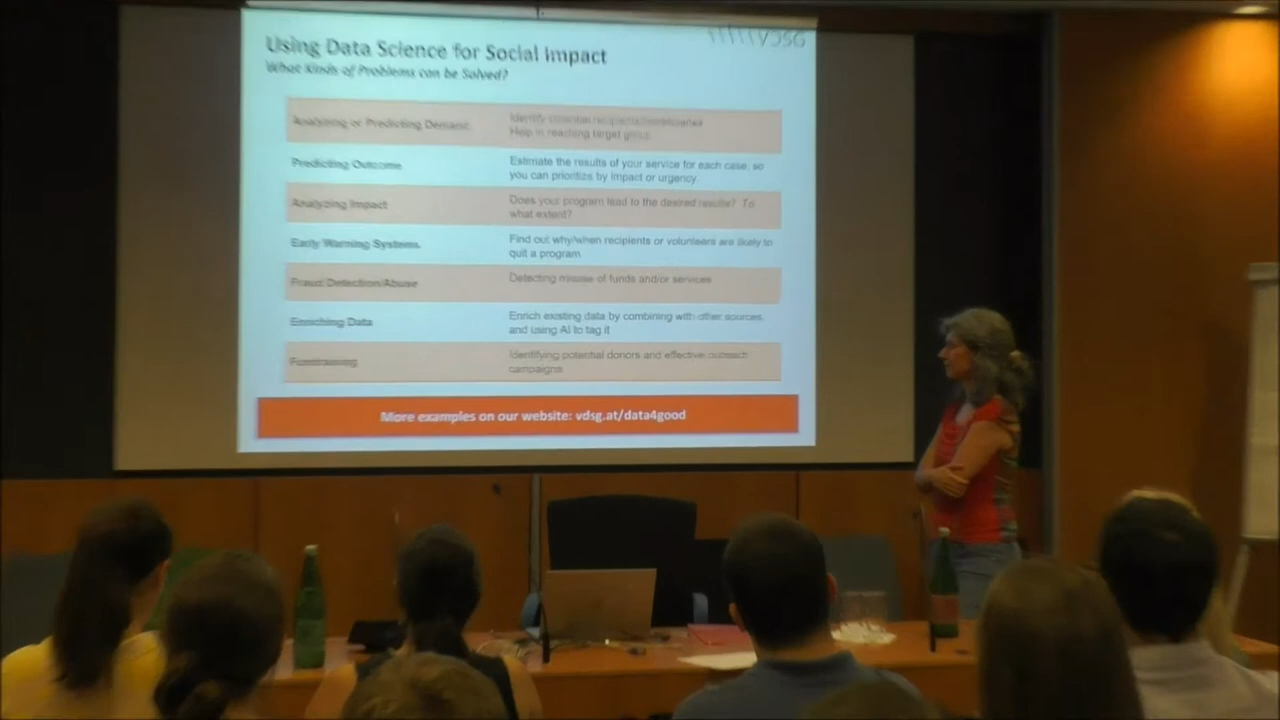 VDSG
Using Data Science for Social Impact
What Kinds of Problems can be Solved?
Analyzing or Predicting Demand
Identify potential recipients/beneficiaries
Help in reaching target group
Predicting Outcome
Estimate the results of your service for each case, so
you can prioritize by impact or urgency.
Analyzing Impact
Does your program lead to the desired results? To
what extent?
Early Warning Systems
Find out why/when recipients or volunteers are likely to
quit a program
Fraud Detection/Abuse
Detecting misuse of funds and/or services
Enriching Data
Enrich existing data by combining with other sources,
and using AI to tag it
Fundraising
Identifying potential donors and effective outreach
campaigns
More examples on our website: vdsg.at/data4good